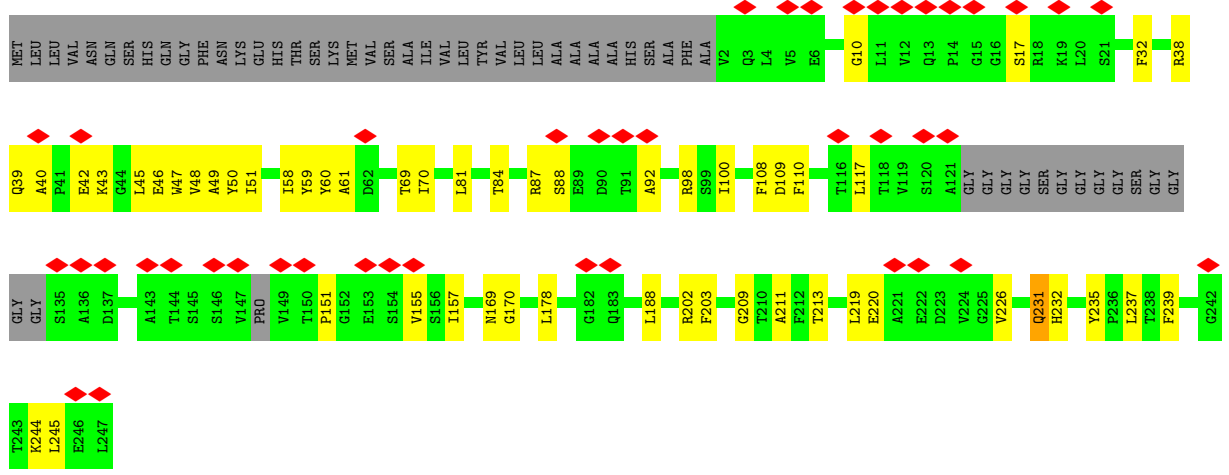 MET LEU LEU VAL ASN GLN SER HIS GLN GLY PHE ASN LYS GLU HIS THR SER LYS MET VAL SER ALA ILE VAL LEU TYR VAL LEU LEU ALA ALA ALA ALA HIS SER ALA PHE ALA V2 Q3 L4 V5 E6 G10 L11 V12 Q13 P14 G15 G16 S17 R18 K19 L20 S21 F32 R38
Q39 A40 P41 E42 K43 G44 L45 E46 W47 V48 A49 Y50 I51 I58 Y59 Y60 A61 D62 T69 I70 L81 T84 R87 S88 E89 D90 T91 A92 R98 S99 I100 F108 D109 F110 T116 L117 T118 V119 S120 A121 GLY GLY GLY GLY SER GLY GLY GLY GLY SER GLY GLY
GLY GLY S135 A136 D137 A143 T144 S145 S146 V147 PRO V149 T150 P151 G152 E153 S154 V155 S156 I157 N169 G170 L178 G182 Q183 L188 R202 F203 G209 T210 A211 F212 T213 L219 E220 A221 E222 D223 V224 G225 V226 Q231 H232 Y235 P236 L237 T238 F239 G242
T243 K244 L245 E246 L247